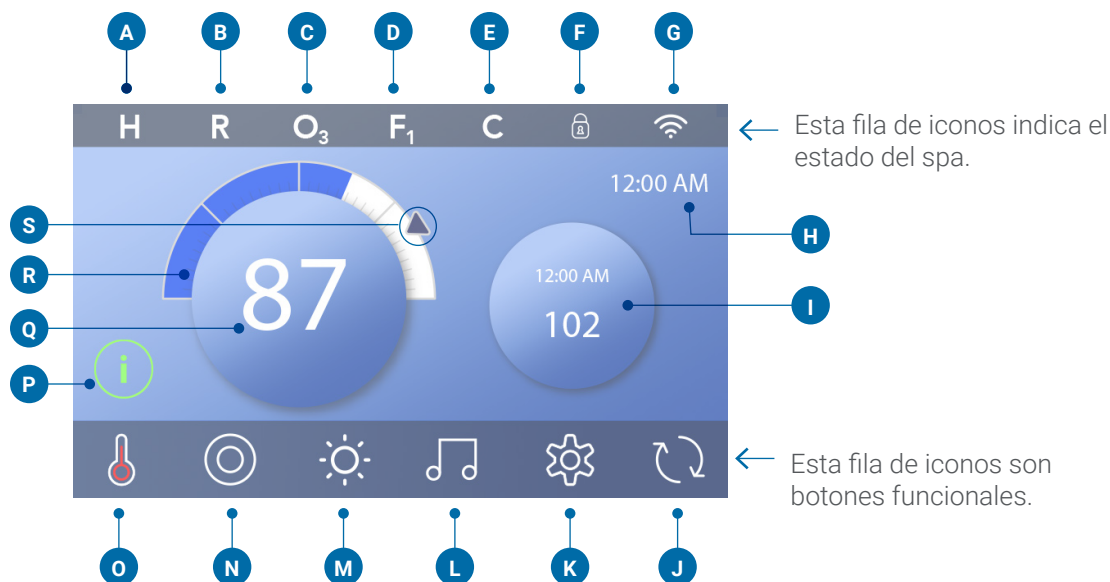 A B C D E F G
H R O₃ F₁ C
Esta fila de iconos indica el
estado del spa.
12:00 AM
S
H
R
87
12:00 AM
102
I
Q
i
P
Esta fila de iconos son
botones funcionales.
O N M L K J